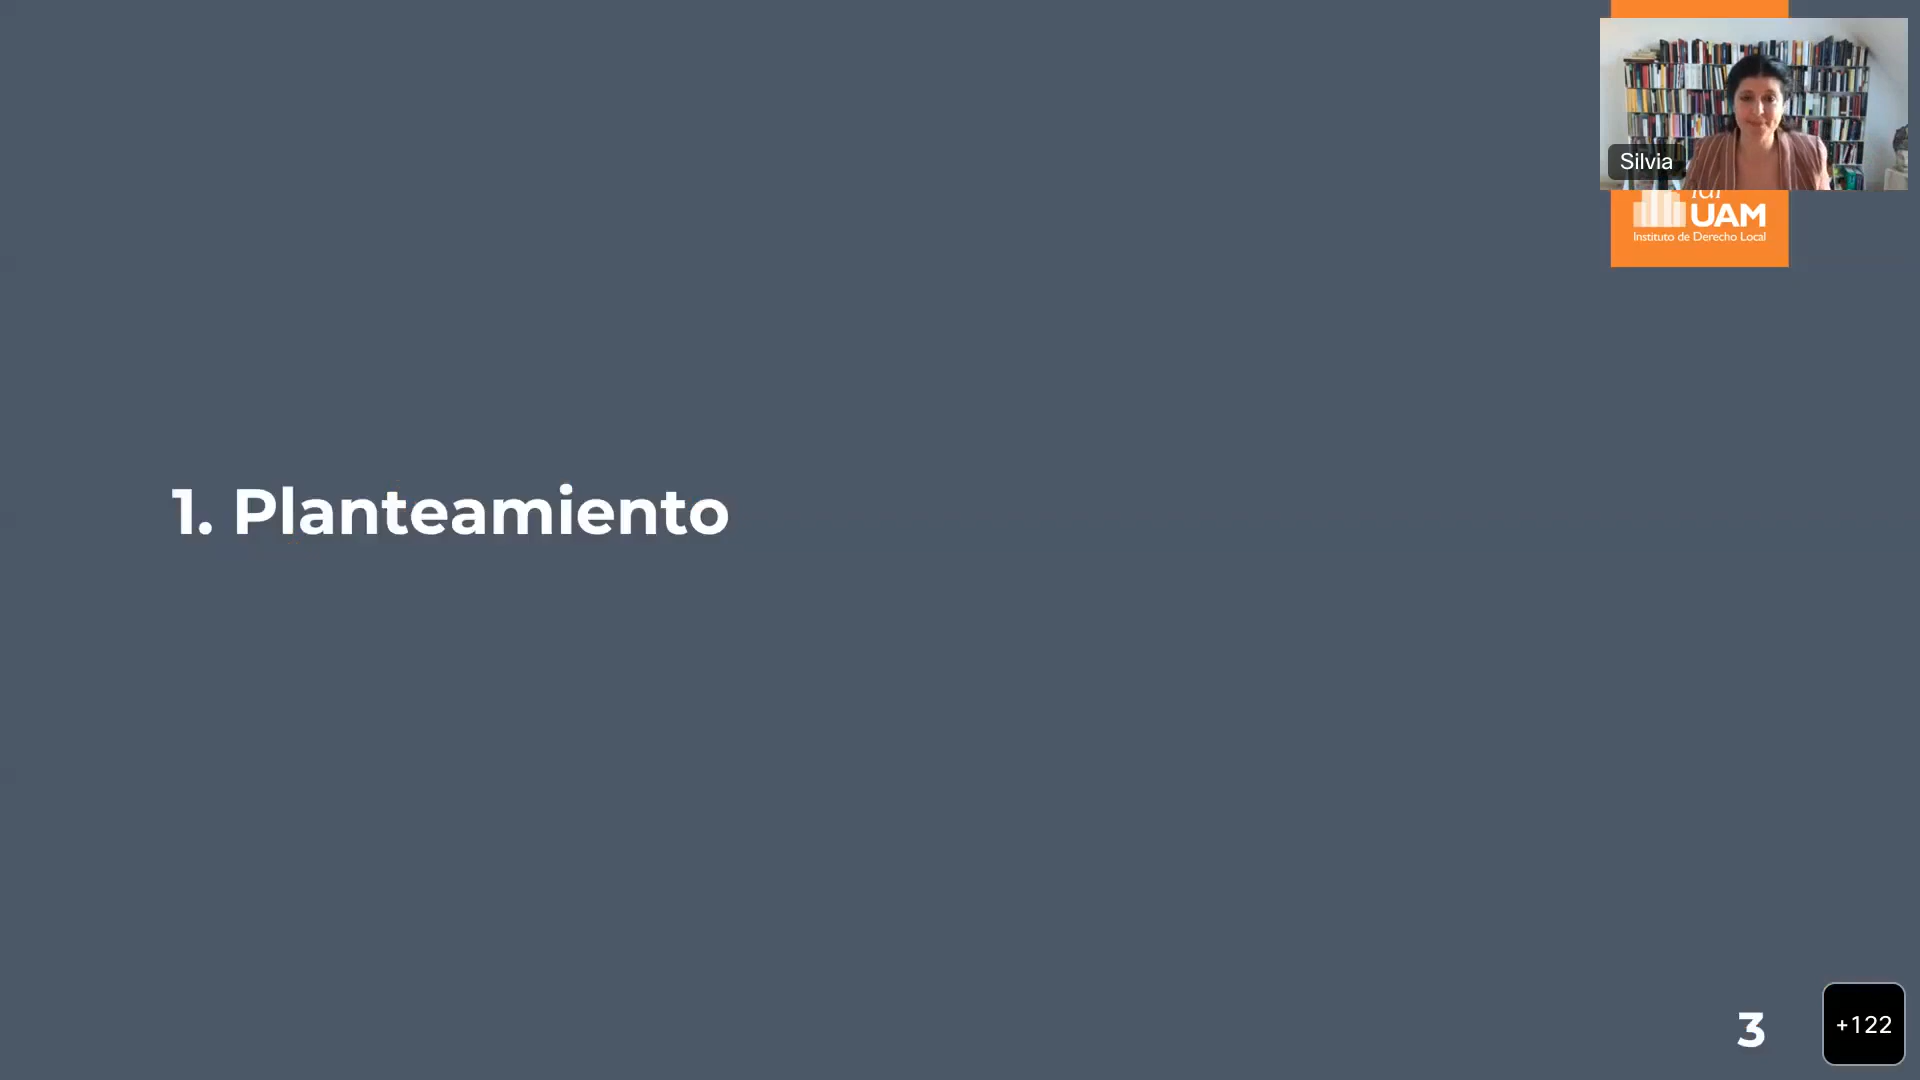 Silvia
UAM
Instituto de Derecho Local
1. Planteamiento
3
+122